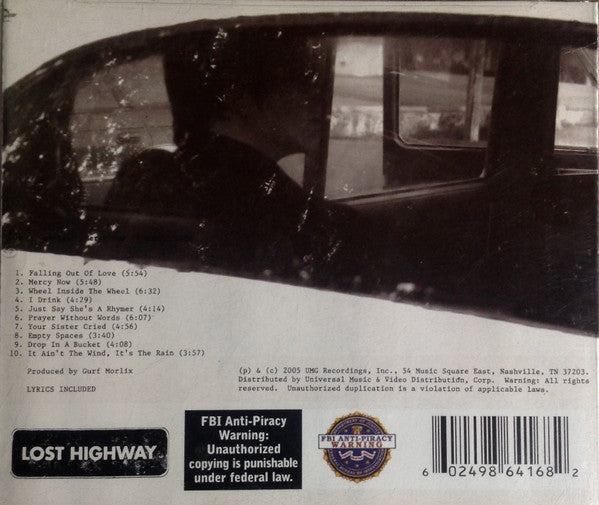 1. Falling Out Of Love (5:54)
2. Mercy Now (5:48)
3. Wheel Inside The Wheel (6:32)
4. I Drink (4:29)
5. Just Say She's A Rhymer (4:14)
6. Prayer Without Words (6:07)
7. Your Sister Cried (4:56)
8. Empty Spaces (3:40)
9. Drop In A Bucket (4:08)
10. It Ain't The Wind, It's The Rain (3:57)
Produced by Gurf Morlix
LYRICS INCLUDED
(p) & (c) 2005 UMG Recordings, Inc., 54 Music Square East, Nashville, TN 37203.
Distributed by Universal Music & Video Distribution, Corp. Warning: All rights
reserved. Unauthorized duplication is a violation of applicable laws.
LOST HIGHWAY
FBI Anti-Piracy
Warning:
Unauthorized
copying is punishable
under federal law.
FBI ANTI-PIRACY
WARNING
6 02498 64168 2